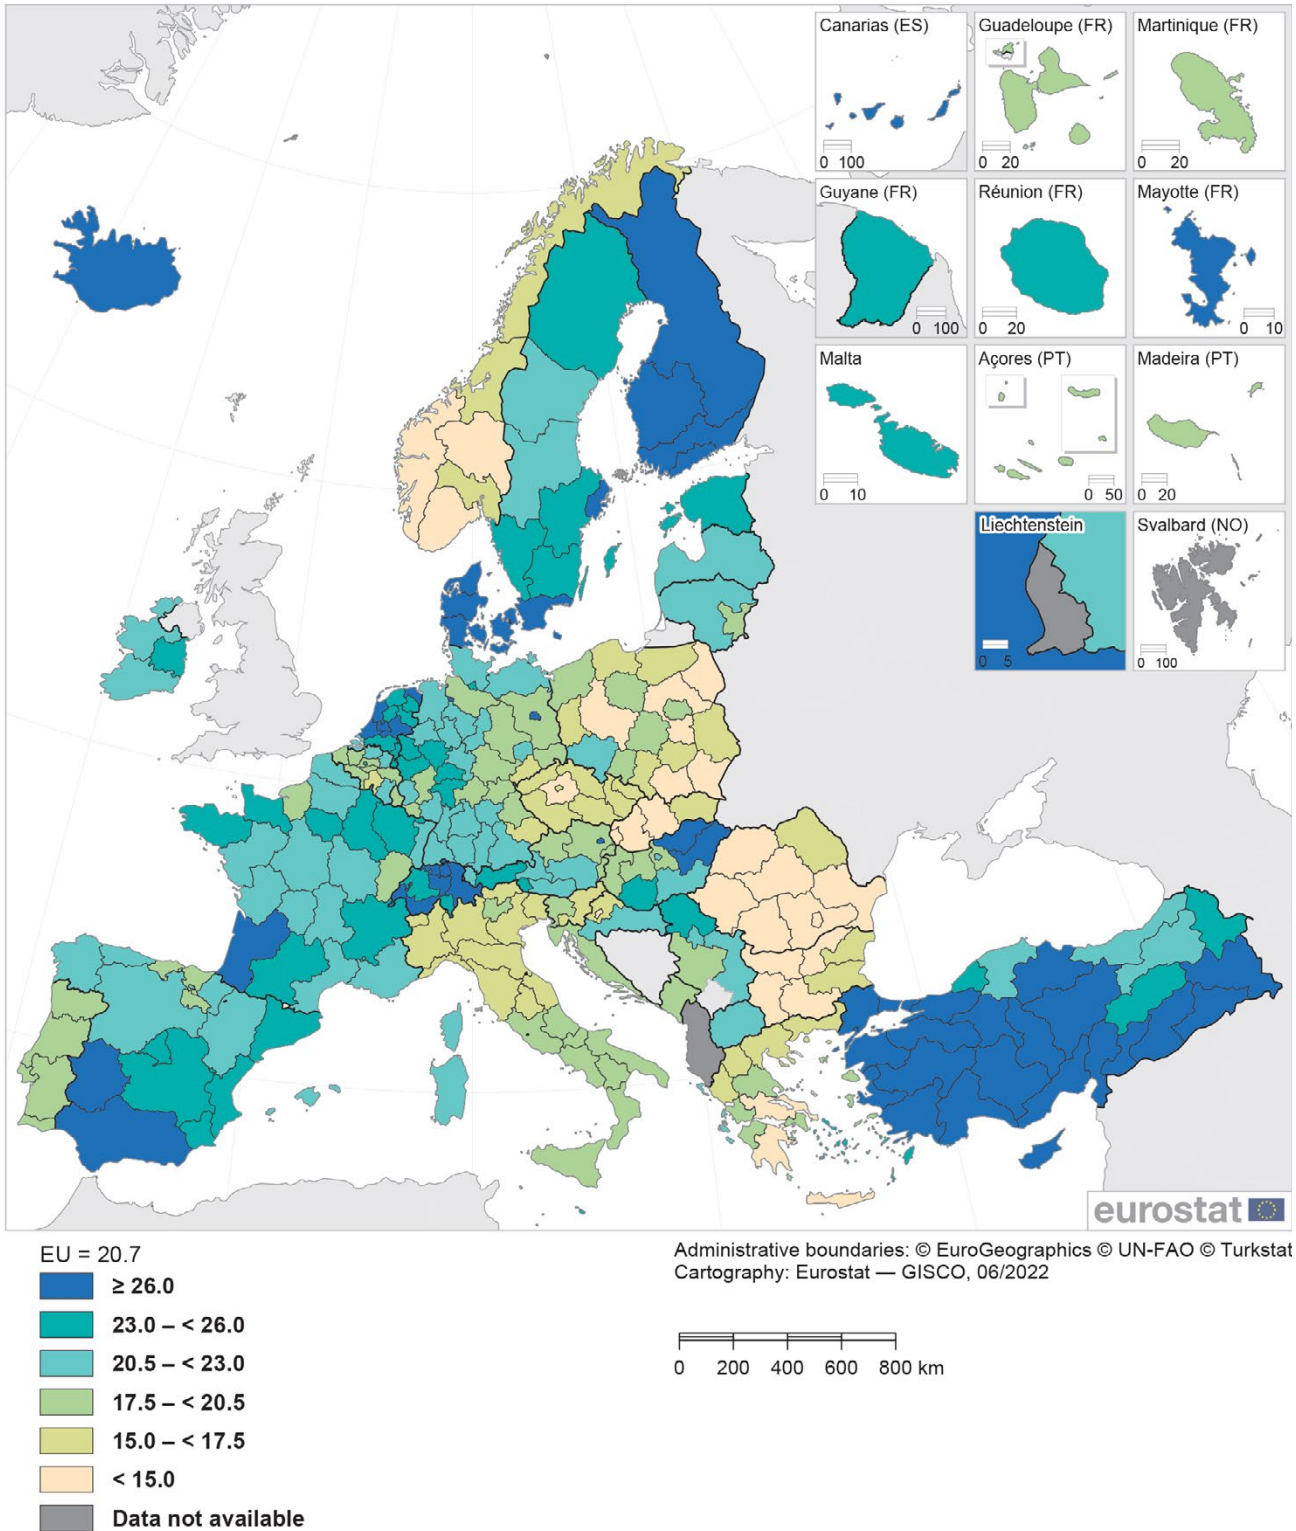 Canarias (ES)
0 100
Guadeloupe (FR)
0 20
Martinique (FR)
0 20
Guyane (FR)
0 100
Réunion (FR)
0 20
Mayotte (FR)
0 10
Malta
0 10
Açores (PT)
0 50
Madeira (PT)
0 20
Liechtenstein
0 5
Svalbard (NO)
0 100
eurostat
EU = 20.7
≥ 26.0
23.0 – < 26.0
20.5 – < 23.0
17.5 – < 20.5
15.0 – < 17.5
< 15.0
Data not available
Administrative boundaries: © EuroGeographics © UN-FAO © Turkstat
Cartography: Eurostat — GISCO, 06/2022
0 200 400 600 800 km